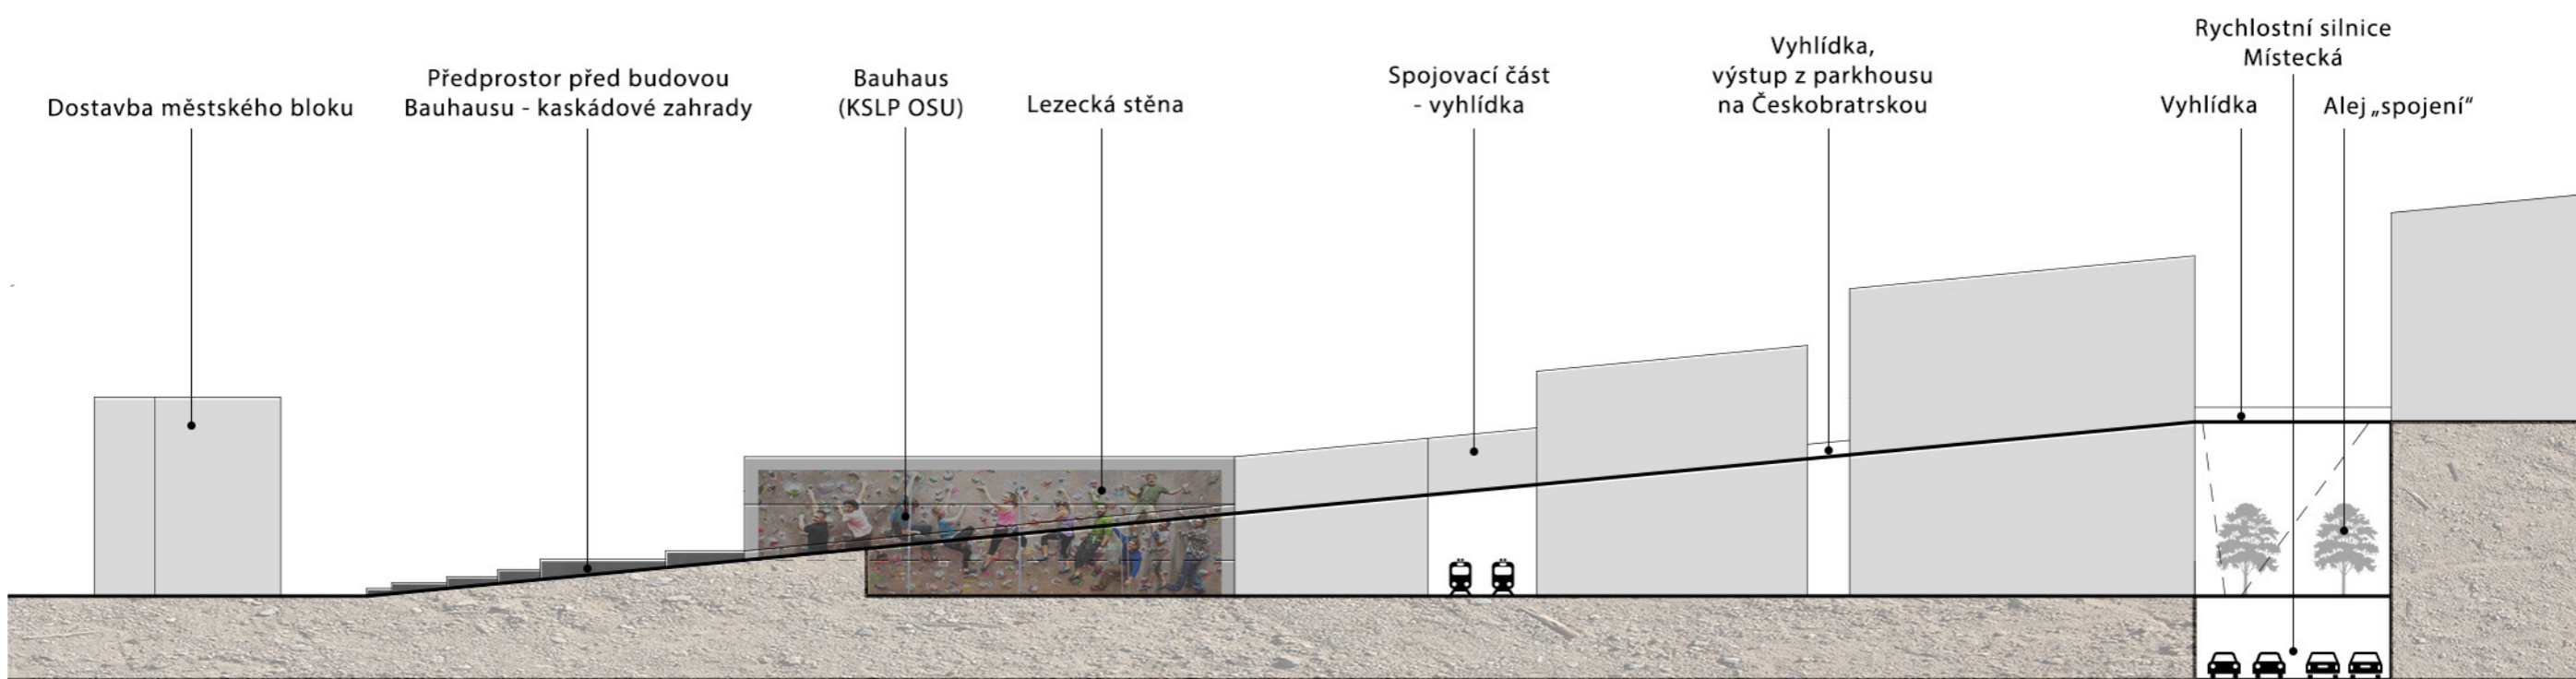 Dostavba městského bloku
Předprostor před budovou
Bauhausu - kaskádové zahrady
Bauhaus
(KSLP OSU)
Lezecká stěna
Spojovací část
- vyhlídka
Vyhlídka,
výstup z parkhousu
na Českobratrskou
Vyhlídka
Rychlostní silnice
Místecká
Alej „spojení“